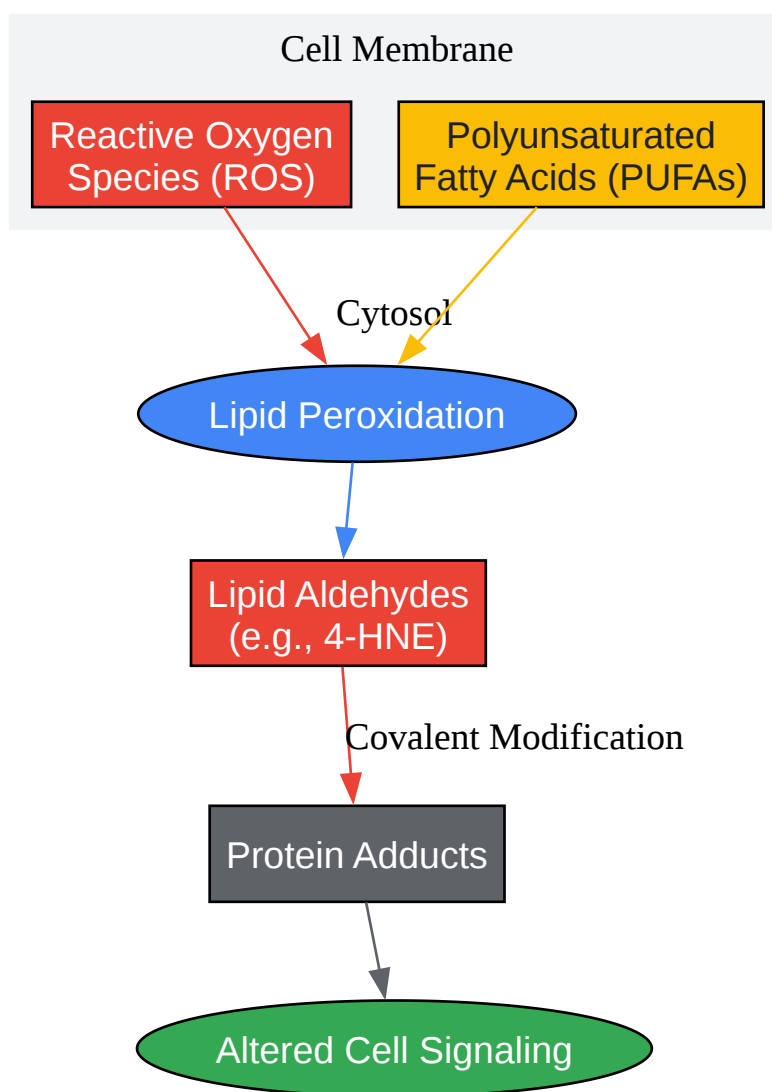 Cell Membrane
Reactive Oxygen
Species (ROS)
Polyunsaturated
Fatty Acids (PUFAs)
Cytosol
Lipid Peroxidation
Lipid Aldehydes
(e.g., 4-HNE)
Covalent Modification
Protein Adducts
Altered Cell Signaling